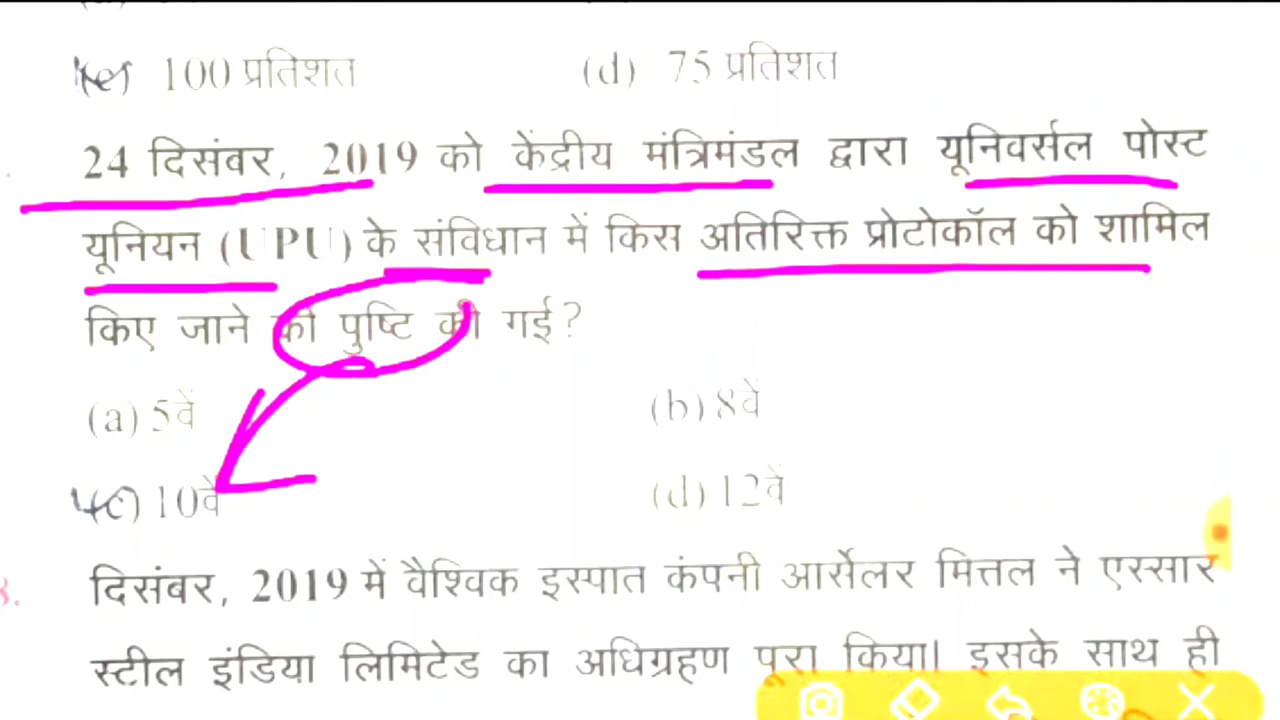 (c) 100 प्रतिशत (d) 75 प्रतिशत
24 दिसंबर, 2019 को केंद्रीय मंत्रिमंडल द्वारा यूनिवर्सल पोस्ट
यूनियन (UPU) के संविधान में किस अतिरिक्त प्रोटोकॉल को शामिल
किए जाने की पुष्टि की गई?
(a) 5वें (b) 8वें
(c) 10वें (d) 12वें
8. दिसंबर, 2019 में वैश्विक इस्पात कंपनी आर्सेलर मित्तल ने एस्सार
स्टील इंडिया लिमिटेड का अधिग्रहण पूरा किया। इसके साथ ही